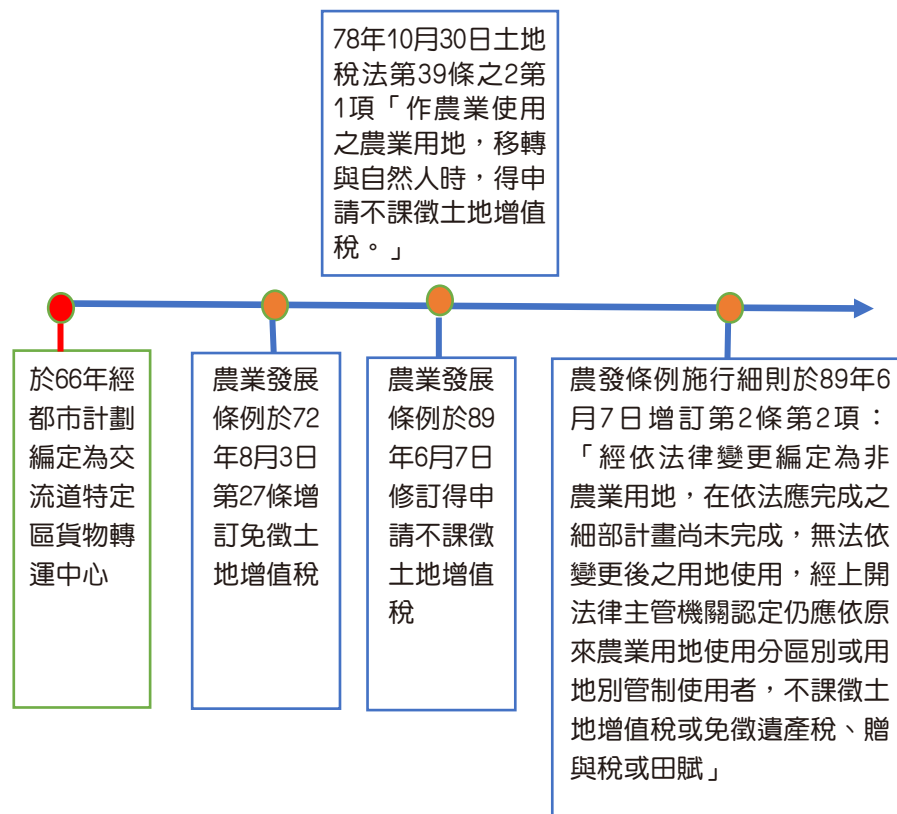 78年10月30日土地
稅法第39條之2第
1項「作農業使用
之農業用地，移轉
與自然人時，得申
請不課徵土地增值
稅。」
於66年經
都市計劃
編定為交
流道特定
區貨物轉
運中心
農業發展
條例於72
年8月3日
第27條增
訂免徵土
地增值稅
農業發展
條例於89
年6月7日
修訂得申
請不課徵
土地增值
稅
農發條例施行細則於89年6
月7日增訂第2條第2項：
「經依法律變更編定為非
農業用地，在依法應完成之
細部計畫尚未完成，無法依
變更後之用地使用，經上開
法律主管機關認定仍應依原
來農業用地使用分區別或用
地別管制使用者，不課徵土
地增值稅或免徵遺產稅、贈
與稅或田賦」